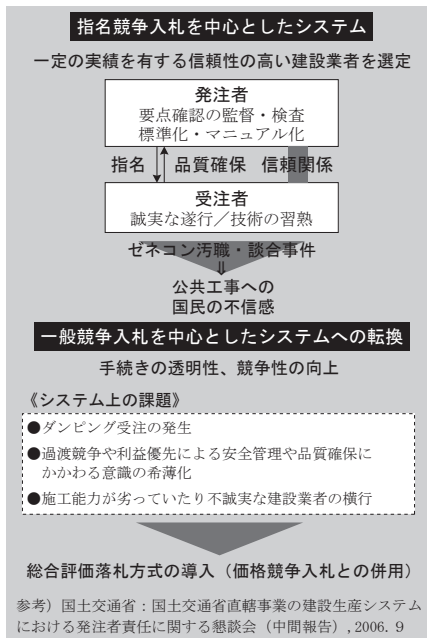 指名競争入札を中心としたシステム
一定の実績を有する信頼性の高い建設業者を選定
発注者
要点確認の監督・検査
標準化・マニュアル化
指名 品質確保 信頼関係
受注者
誠実な遂行／技術の習熟
ゼネコン汚職・談合事件
⇓
公共工事への
国民の不信感
一般競争入札を中心としたシステムへの転換
手続きの透明性、競争性の向上
《システム上の課題》
●ダンピング受注の発生
●過渡競争や利益優先による安全管理や品質確保に
かかわる意識の希薄化
●施工能力が劣っていたり不誠実な建設業者の横行
総合評価落札方式の導入（価格競争入札との併用）
参考）国土交通省：国土交通省直轄事業の建設生産システム
における発注者責任に関する懇談会（中間報告）, 2006. 9